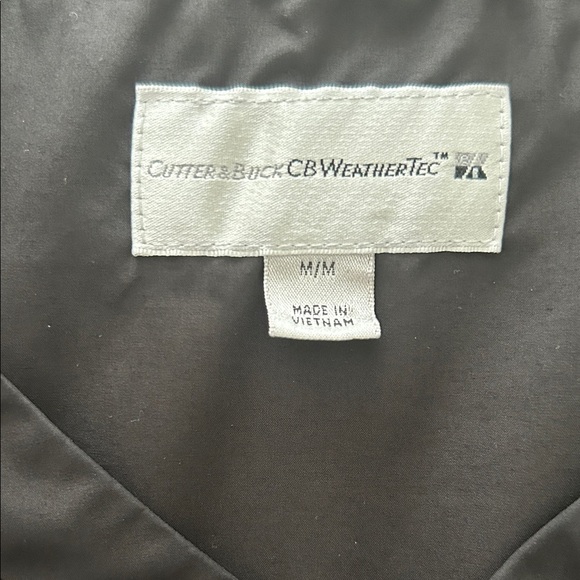 CUTTER & BUCK CB WEATHERTEC™
M/M
MADE IN
VIETNAM